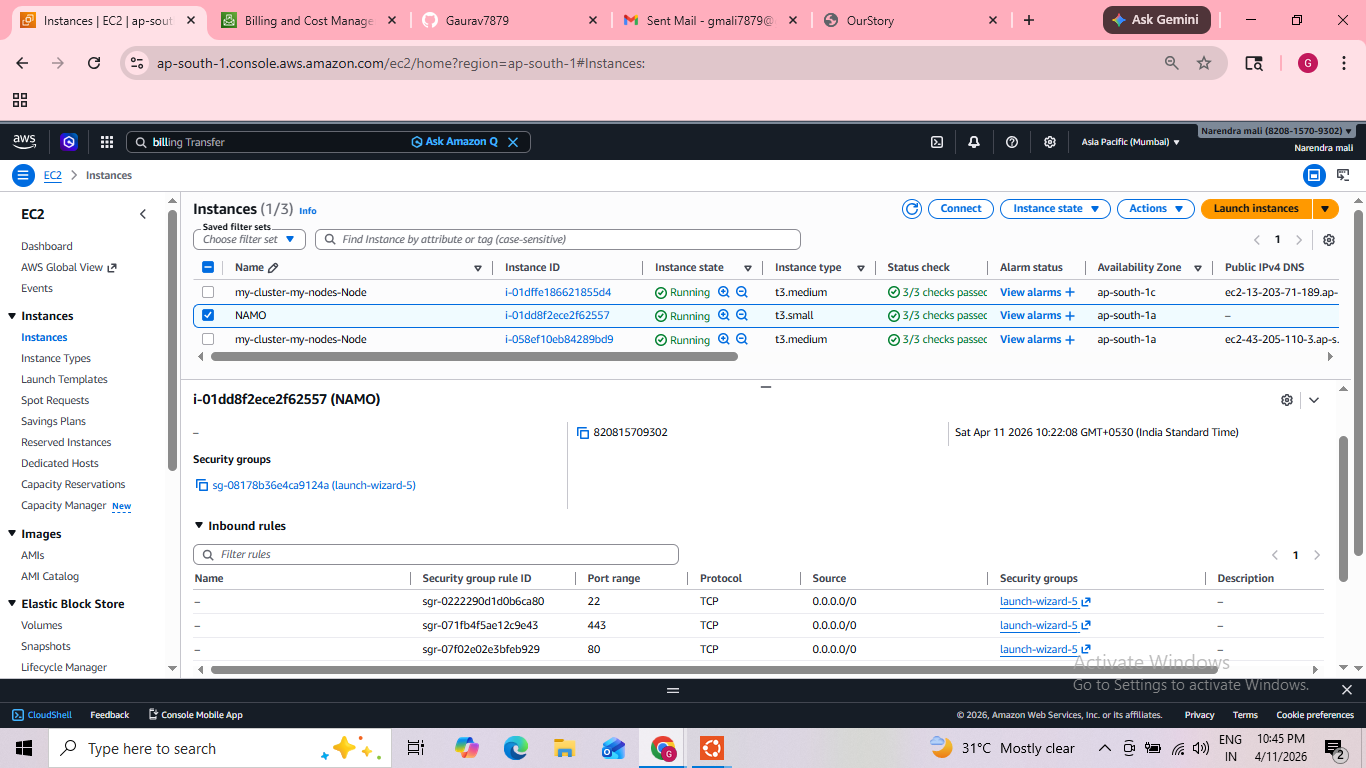 Instances | EC2 | ap-sout
Billing and Cost Manage
Gaurav7879
Sent Mail - gmali7879@
OurStory
Ask Gemini
ap-south-1.console.aws.amazon.com/ec2/home?region=ap-south-1#Instances:
G
aws
billing Transfer
Ask Amazon Q
Asia Pacific (Mumbai)
Narendra mali (8208-1570-9302)
Narendra mali
EC2
Instances
EC2
Dashboard
AWS Global View
Events
Instances
Instances
Instance Types
Launch Templates
Spot Requests
Savings Plans
Reserved Instances
Dedicated Hosts
Capacity Reservations
Capacity Manager New
Images
AMIs
AMI Catalog
Elastic Block Store
Volumes
Snapshots
Lifecycle Manager
Instances (1/3) Info
Connect
Instance state
Actions
Launch instances
Saved filter sets
Choose filter set
Find Instance by attribute or tag (case-sensitive)
1
Name Instance ID Instance state Instance type Status check Alarm status Availability Zone Public IPv4 DNS
my-cluster-my-nodes-Node i-01dffe186621855d4 Running t3.medium 3/3 checks passed View alarms + ap-south-1c ec2-13-203-71-189.ap-
NAMO i-01dd8f2ece2f62557 Running t3.small 3/3 checks passed View alarms + ap-south-1a –
my-cluster-my-nodes-Node i-058ef10eb84289bd9 Running t3.medium 3/3 checks passed View alarms + ap-south-1a ec2-43-205-110-3.ap-s.
i-01dd8f2ece2f62557 (NAMO)
–
820815709302
Sat Apr 11 2026 10:22:08 GMT+0530 (India Standard Time)
Security groups
sg-08178b36e4ca9124a (launch-wizard-5)
Inbound rules
Filter rules
1
Name Security group rule ID Port range Protocol Source Security groups Description
– sgr-0222290d1d0b6ca80 22 TCP 0.0.0.0/0 launch-wizard-5 –
– sgr-071fb4f5ae12c9e43 443 TCP 0.0.0.0/0 launch-wizard-5 –
– sgr-07f02e02e3bfeb929 80 TCP 0.0.0.0/0 launch-wizard-5 –
Activate Windows
Go to Settings to activate Windows.
CloudShell Feedback Console Mobile App
© 2026, Amazon Web Services, Inc. or its affiliates. Privacy Terms Cookie preferences
Type here to search
31°C Mostly clear
ENG
IN
10:45 PM
4/11/2026
2